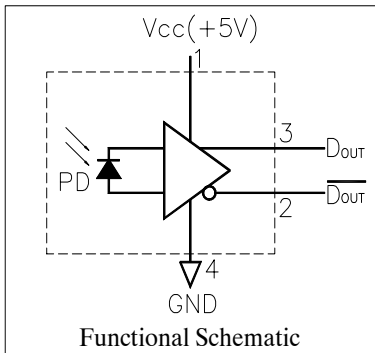 Vcc(+5V)
1
3
DOUT
PD
2
DOUT
4
GND
Functional Schematic